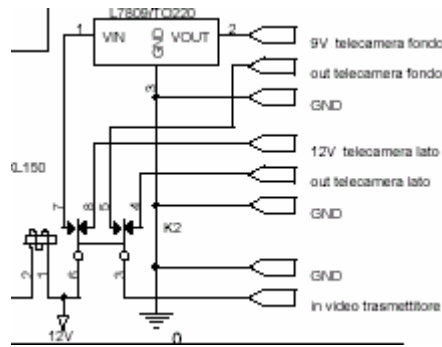 L7809/TO220
1 VIN GND VOUT 2
3
9V telecamera fondo
out telecamera fondo
GND
12V telecamera lato
out telecamera lato
GND
XL150
7 8 5 4
K2
2 1 6 3
GND
in video trasmettitore
12V
0